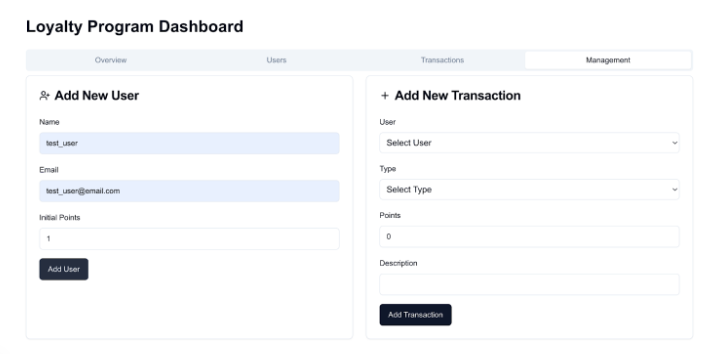 Loyalty Program Dashboard
Overview Users Transactions Management
Add New User
Name
test_user
Email
test_user@email.com
Initial Points
1
Add User
Add New Transaction
User
Select User
Type
Select Type
Points
0
Description
Add Transaction